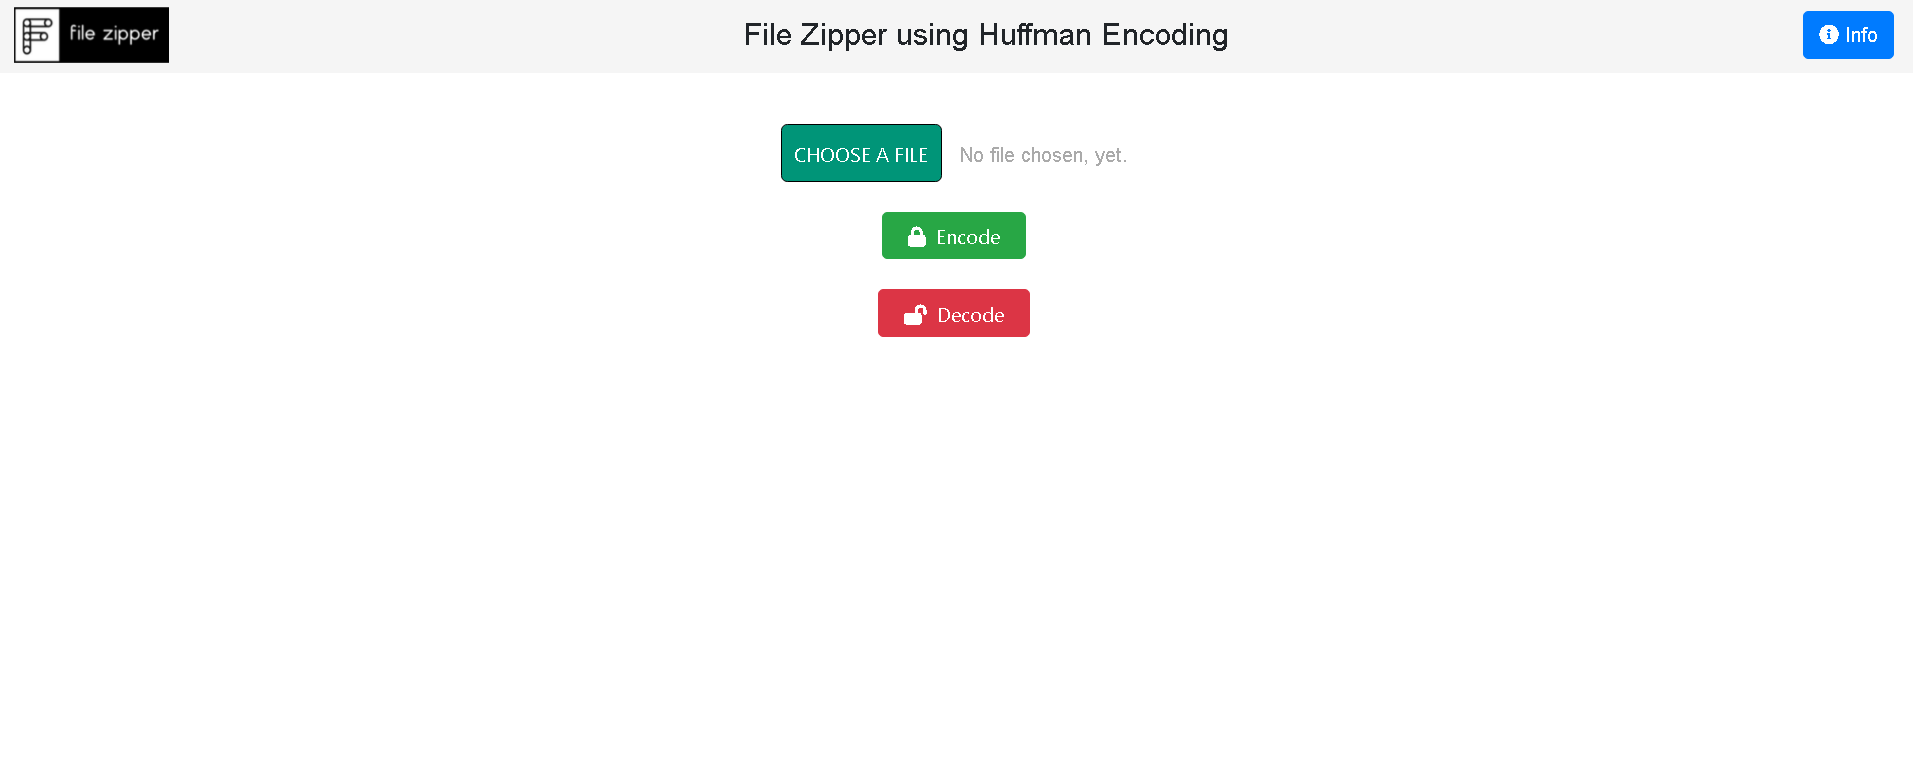 file zipper
File Zipper using Huffman Encoding
Info
CHOOSE A FILE
No file chosen, yet.
Encode
Decode